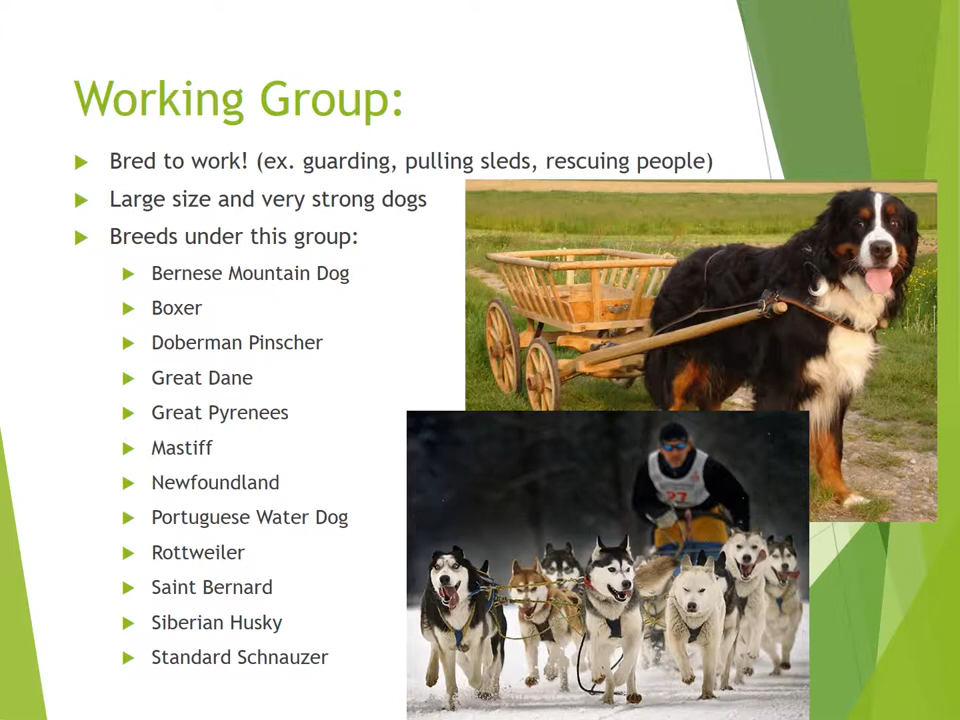 Working Group:
Bred to work! (ex. guarding, pulling sleds, rescuing people)
Large size and very strong dogs
Breeds under this group:
Bernese Mountain Dog
Boxer
Doberman Pinscher
Great Dane
Great Pyrenees
Mastiff
Newfoundland
Portuguese Water Dog
Rottweiler
Saint Bernard
Siberian Husky
Standard Schnauzer
27